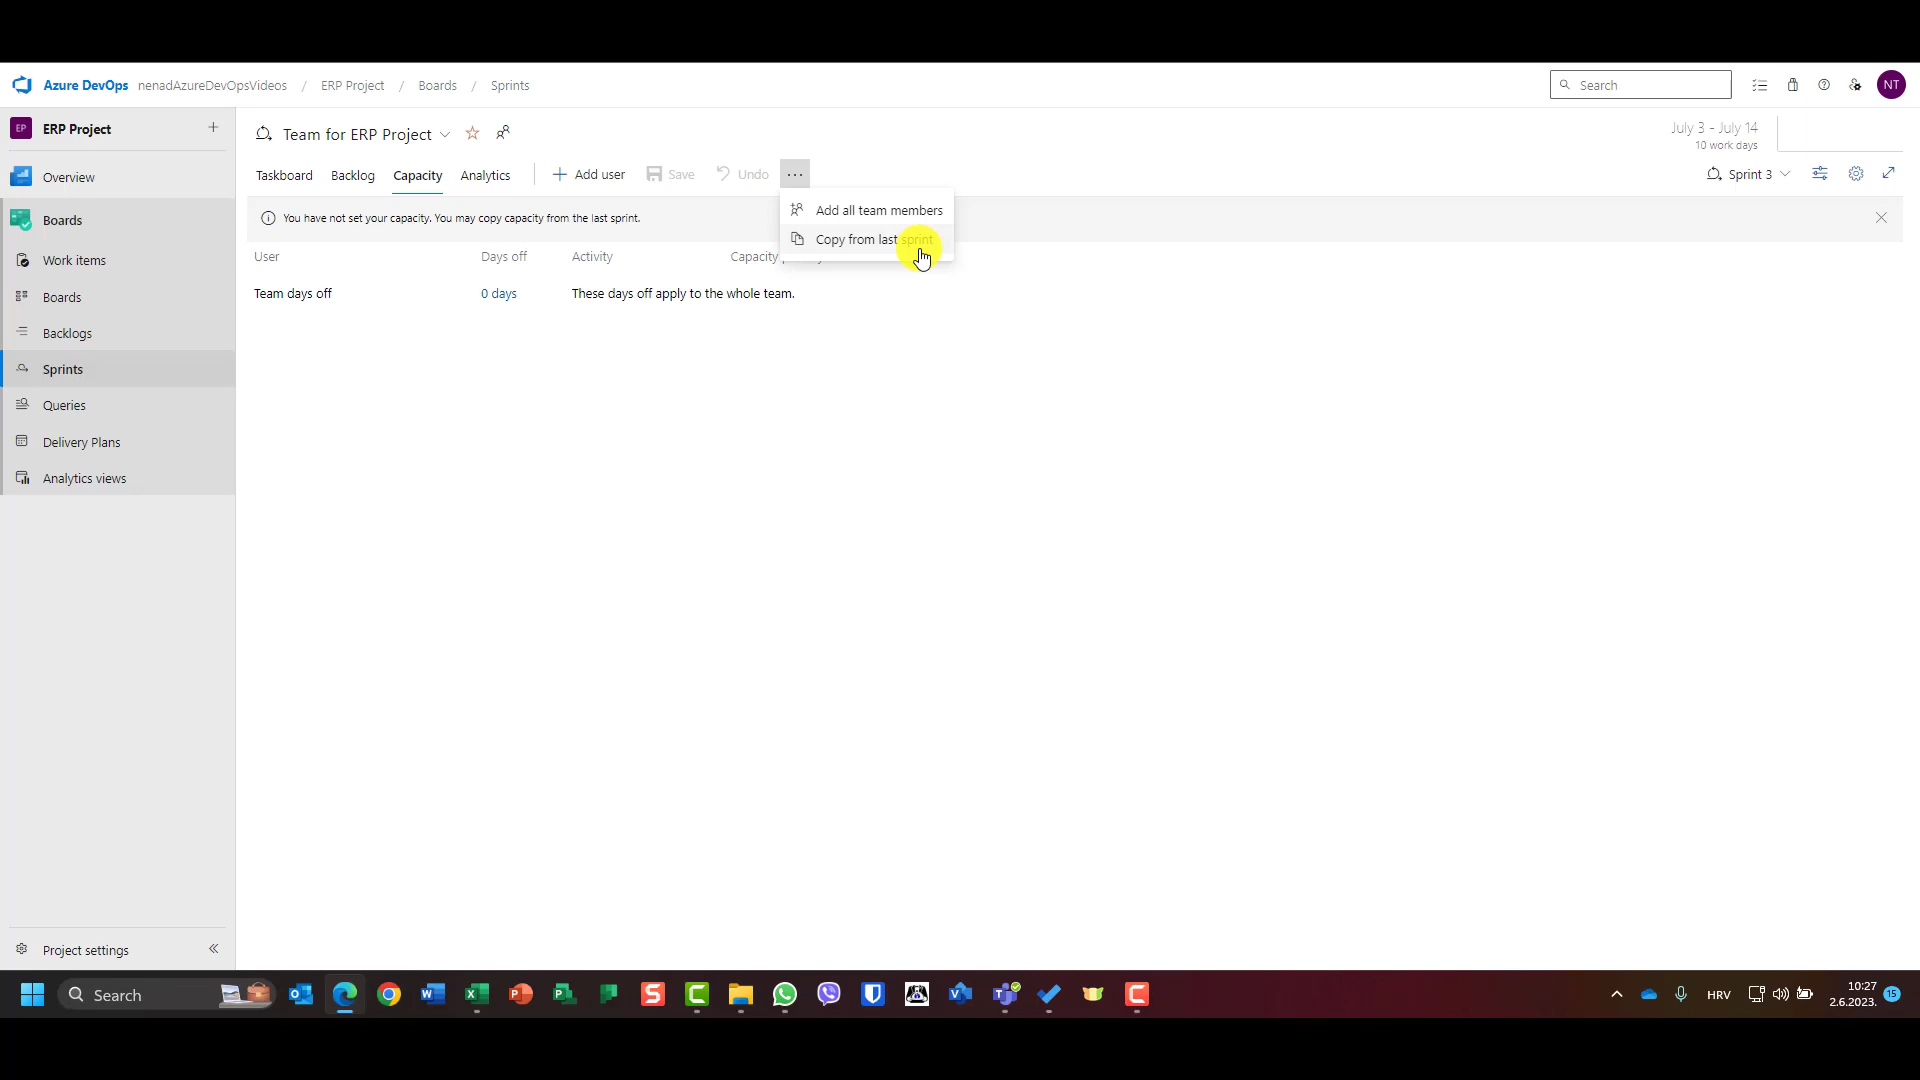 Azure DevOps nenadAzureDevOpsVideos / ERP Project / Boards / Sprints
Search
NT
EP ERP Project
Team for ERP Project
July 3 - July 14
10 work days
Overview
Taskboard Backlog Capacity Analytics Add user Save Undo
Sprint 3
Boards
You have not set your capacity. You may copy capacity from the last sprint.
Add all team members
Copy from last sprint
User Days off Activity Capacity
Work items
Team days off 0 days These days off apply to the whole team.
Boards
Backlogs
Sprints
Queries
Delivery Plans
Analytics views
Project settings
Search
HRV
10:27
2.6.2023.
15